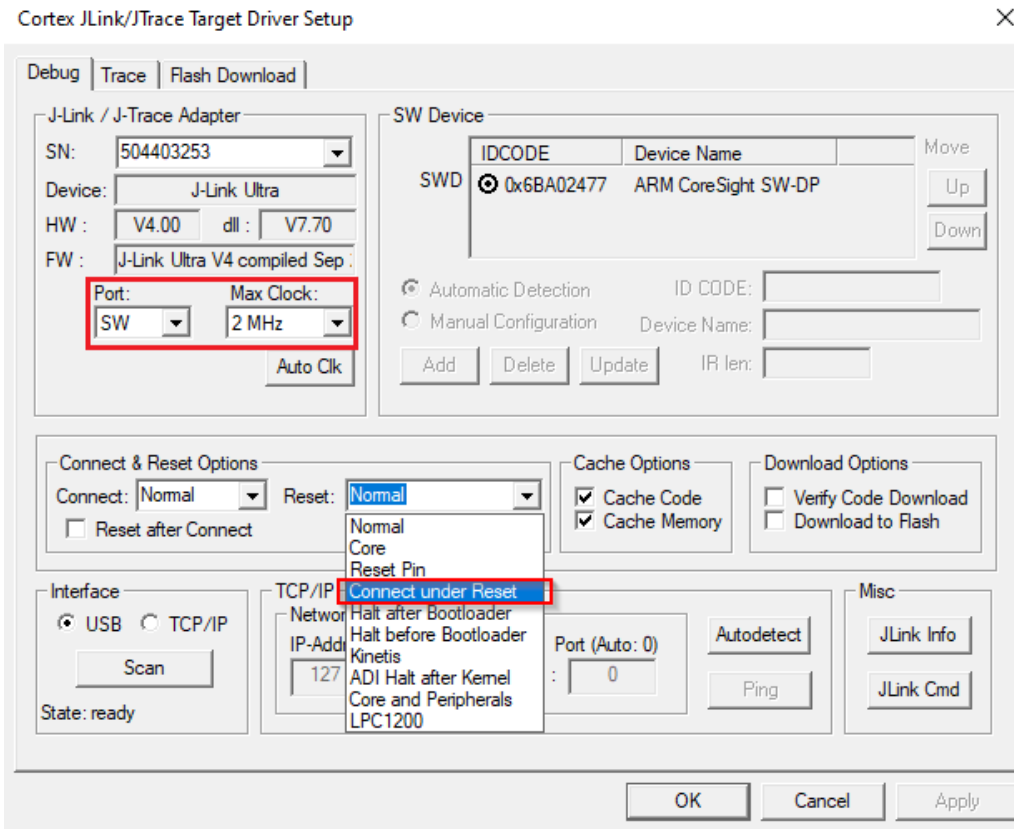 Cortex JLink/JTrace Target Driver Setup
Debug Trace Flash Download
J-Link / J-Trace Adapter
SN: 504403253
Device: J-Link Ultra
HW : V4.00 dll : V7.70
FW : J-Link Ultra V4 compiled Sep
Port: Max Clock:
SW 2 MHz
Auto Clk
SW Device
IDCODE Device Name
SWD 0x6BA02477 ARM CoreSight SW-DP
Move
Up
Down
Automatic Detection ID CODE:
Manual Configuration Device Name:
Add Delete Update IR len:
Connect & Reset Options
Connect: Normal Reset: Normal
Reset after Connect
Normal
Core
Reset Pin
Connect under Reset
Halt after Bootloader
Halt before Bootloader
Kinetis
ADI Halt after Kernel
Core and Peripherals
LPC1200
Cache Options
Cache Code
Cache Memory
Download Options
Verify Code Download
Download to Flash
Interface
USB TCP/IP
Scan
State: ready
TCP/IP
Port (Auto: 0)
127 : 0
Autodetect
Ping
Misc
JLink Info
JLink Cmd
OK Cancel Apply